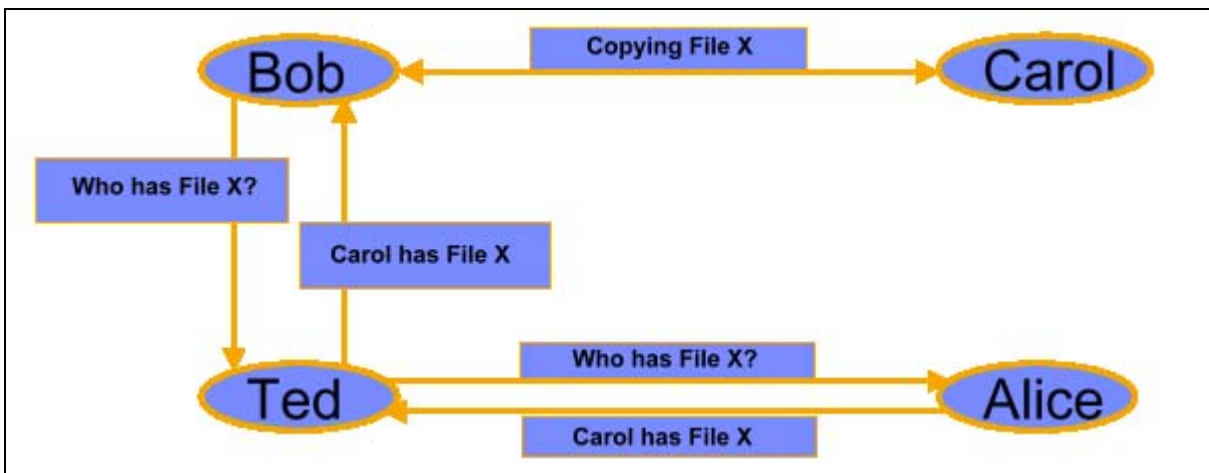 Bob
Copying File X
Carol
Who has File X?
Carol has File X
Ted
Who has File X?
Alice
Carol has File X